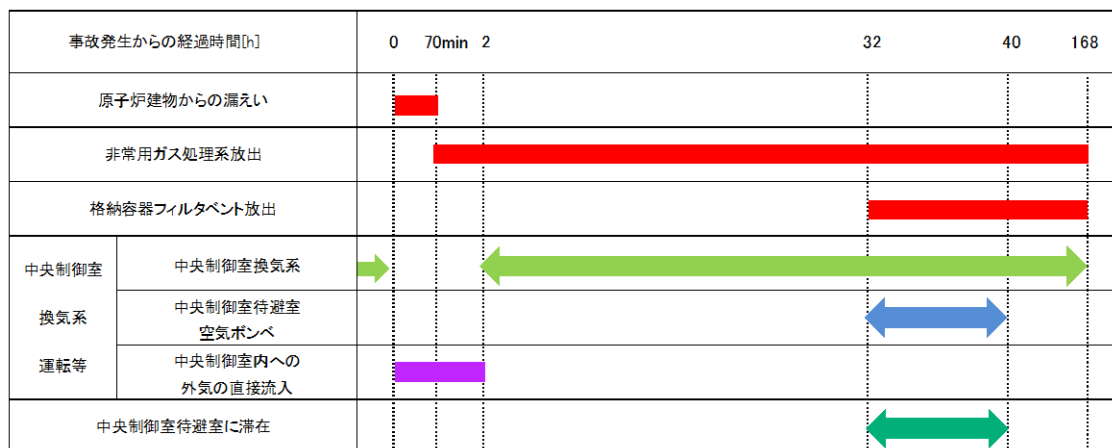 事故発生からの経過時間[h]
0 70min 2 32 40 168
原子炉建物からの漏えい
非常用ガス処理系放出
格納容器フィルタベント放出
中央制御室
換気系
運転等
中央制御室換気系
中央制御室待避室
空気ボンベ
中央制御室内への
外気の直接流入
中央制御室待避室に滞在